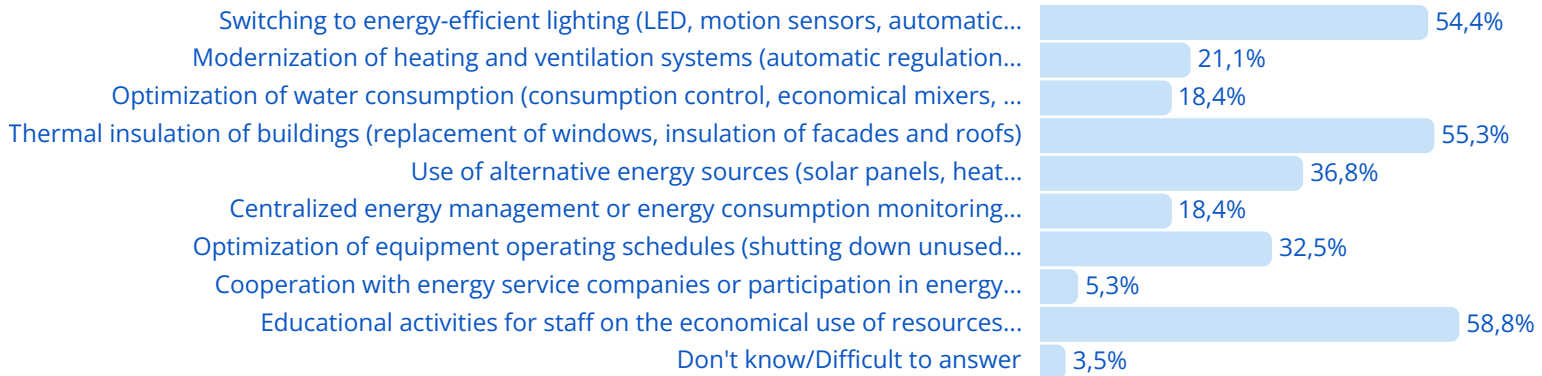 Switching to energy-efficient lighting (LED, motion sensors, automatic... 54,4%
Modernization of heating and ventilation systems (automatic regulation... 21,1%
Optimization of water consumption (consumption control, economical mixers, ... 18,4%
Thermal insulation of buildings (replacement of windows, insulation of facades and roofs) 55,3%
Use of alternative energy sources (solar panels, heat... 36,8%
Centralized energy management or energy consumption monitoring... 18,4%
Optimization of equipment operating schedules (shutting down unused... 32,5%
Cooperation with energy service companies or participation in energy... 5,3%
Educational activities for staff on the economical use of resources... 58,8%
Don't know/Difficult to answer 3,5%